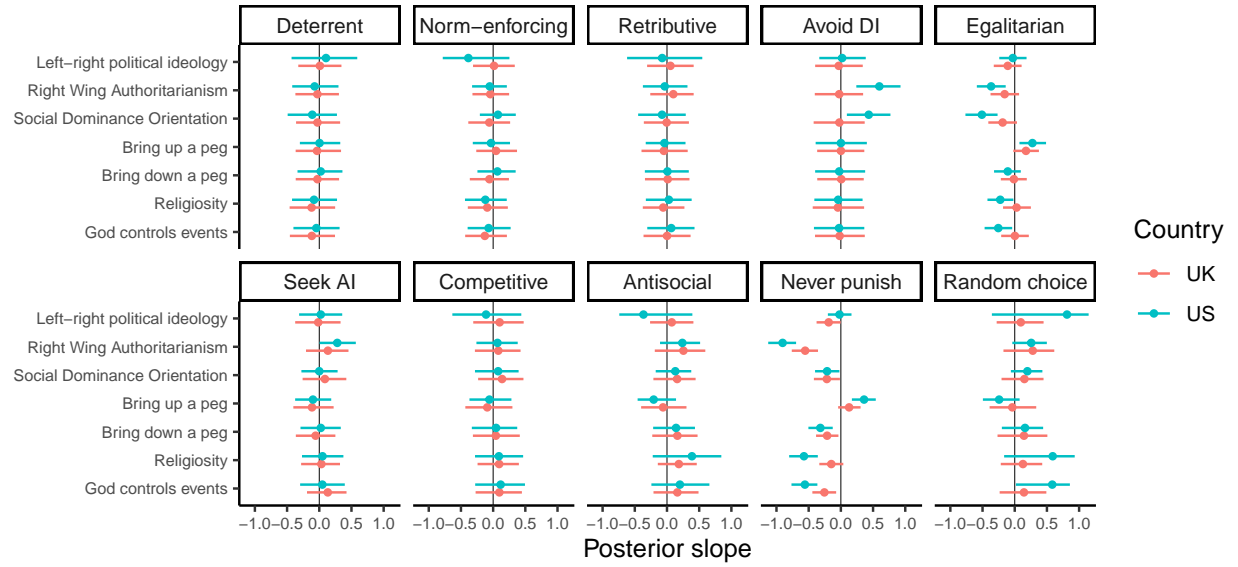 Deterrent Norm−enforcing Retributive Avoid DI Egalitarian
Left−right political ideology
Right Wing Authoritarianism
Social Dominance Orientation
Bring up a peg
Bring down a peg
Religiosity
God controls events
Country
UK
US
Seek AI Competitive Antisocial Never punish Random choice
Left−right political ideology
Right Wing Authoritarianism
Social Dominance Orientation
Bring up a peg
Bring down a peg
Religiosity
God controls events
−1.0 −0.5 0.0 0.5 1.0 −1.0 −0.5 0.0 0.5 1.0 −1.0 −0.5 0.0 0.5 1.0 −1.0 −0.5 0.0 0.5 1.0 −1.0 −0.5 0.0 0.5 1.0
Posterior slope